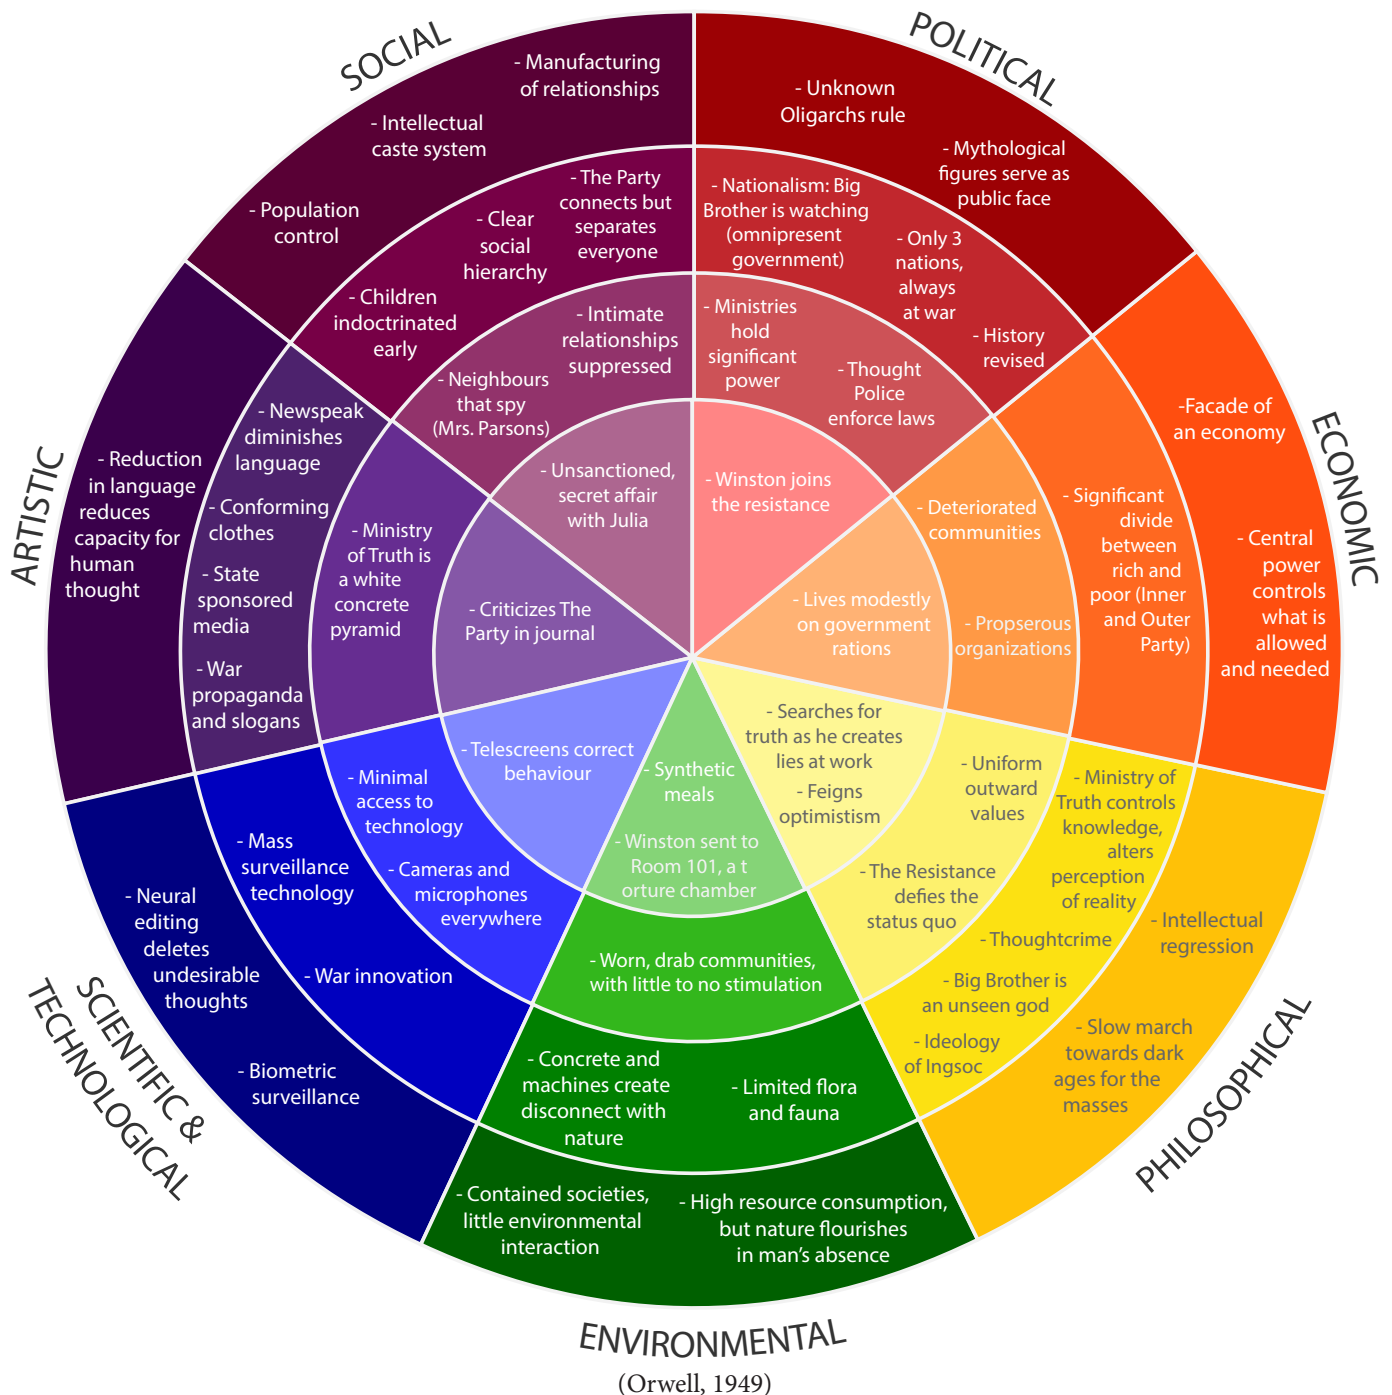 SOCIAL
- Manufacturing
of relationships
- Intellectual
caste system
- Population
control
- The Party
connects but
separates
everyone
- Clear
social
hierarchy
- Children
indoctrinated
early
- Intimate
relationships
suppressed
- Neighbours
that spy
(Mrs. Parsons)
- Unsanctioned,
secret affair
with Julia
POLITICAL
- Unknown
Oligarchs rule
- Mythological
figures serve as
public face
- Nationalism: Big
Brother is watching
(omnipresent
government)
- Only 3
nations,
always
at war
- History
revised
- Ministries
hold
significant
power
- Thought
Police
enforce laws
- Winston joins
the resistance
ECONOMIC
-Facade of
an economy
- Central
power
controls
what is
allowed
and needed
- Significant
divide
between
rich and
poor (Inner
and Outer
Party)
- Deteriorated
communities
- Propserous
organizations
- Lives modestly
on government
rations
PHILOSOPHICAL
- Intellectual
regression
- Slow march
towards dark
ages for the
masses
- Ministry of
Truth controls
knowledge,
alters
perception
of reality
- Thoughtcrime
- Big Brother is
an unseen god
- Ideology
of Ingsoc
- Uniform
outward
values
- The Resistance
defies the
status quo
- Searches for
truth as he creates
lies at work
- Feigns
optimistism
ENVIRONMENTAL
- Synthetic
meals
- Winston sent to
Room 101, a t
orture chamber
- Worn, drab communities,
with little to no stimulation
- Concrete and
machines create
disconnect with
nature
- Limited flora
and fauna
- Contained societies,
little environmental
interaction
- High resource consumption,
but nature flourishes
in man's absence
SCIENTIFIC &
TECHNOLOGICAL
- Telescreens correct
behaviour
- Minimal
access to
technology
- Cameras and
microphones
everywhere
- Mass
surveillance
technology
- War innovation
- Neural
editing
deletes
undesirable
thoughts
- Biometric
surveillance
ARTISTIC
- Reduction
in language
reduces
capacity for
human
thought
- Newspeak
diminishes
language
- Conforming
clothes
- State
sponsored
media
- War
propaganda
and slogans
- Ministry
of Truth is
a white
concrete
pyramid
- Criticizes The
Party in journal
(Orwell, 1949)